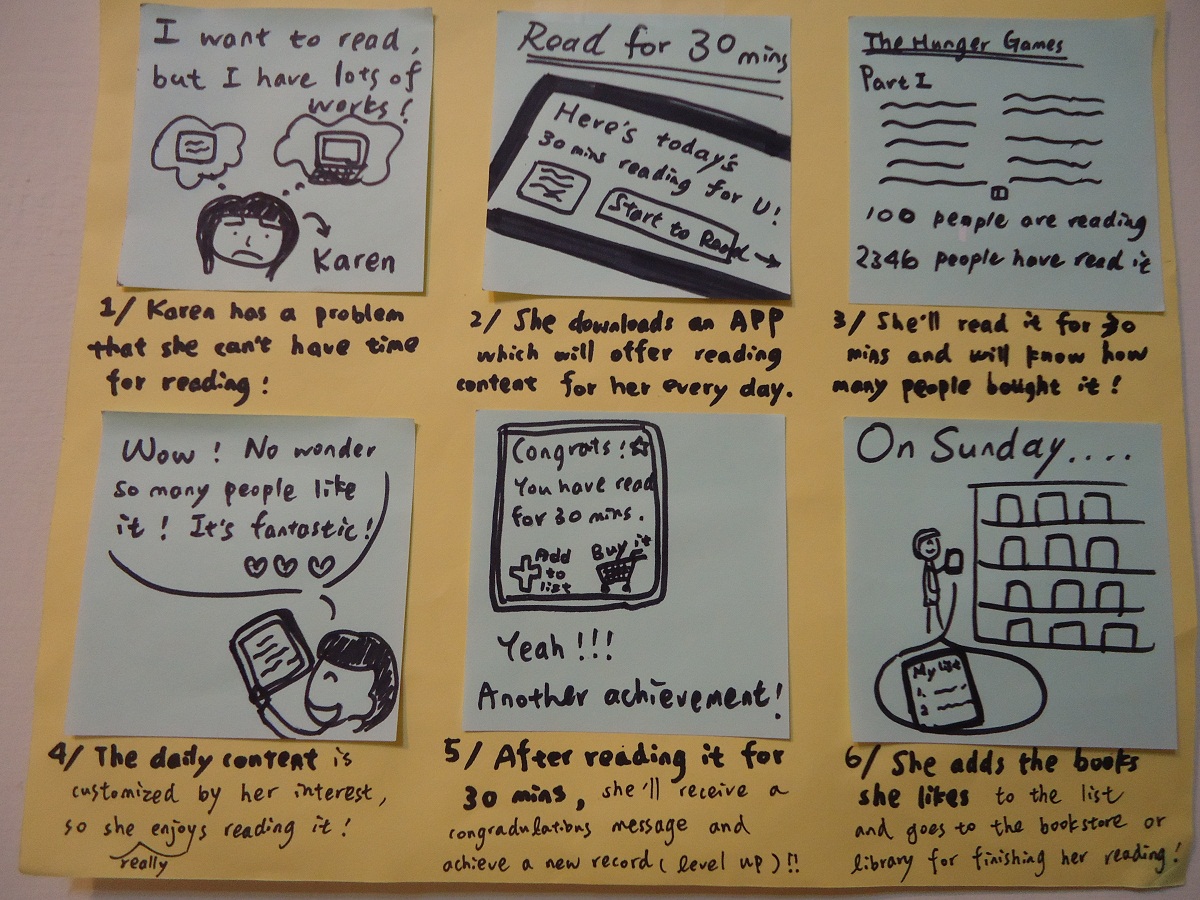 I want to read,
but I have lots of
works!
Karen
1/ Karen has a problem
that she can't have time
for reading!
Read for 30 mins
Here's today's
30 mins reading for U!
Start to Read
2/ She downloads an APP
which will offer reading
content for her every day.
The Hunger Games
Part I
100 people are reading
2346 people have read it
3/ She'll read it for 30
mins and will know how
many people bought it!
Wow! No wonder
so many people like
it! It's fantastic!
4/ The daily content is
customized by her interest,
so she enjoys reading it!
really
Congrats!
You have read
for 30 mins.
Add
to
list
Buy it
Yeah!!!
Another achievement!
5/ After reading it for
30 mins, she'll receive a
congradulations message and
achieve a new record (level up)!!
On Sunday....
My list
1.
2
6/ She adds the books
she likes to the list
and goes to the bookstore or
library for finishing her reading!